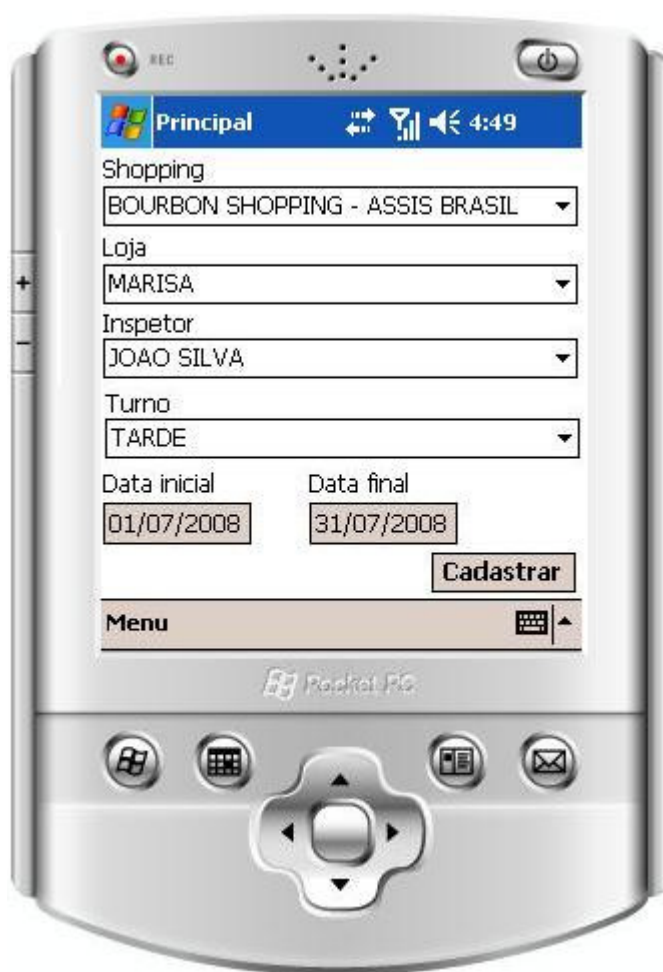 REC
Principal 4:49
Shopping
BOURBON SHOPPING - ASSIS BRASIL
Loja
MARISA
Inspetor
JOAO SILVA
Turno
TARDE
Data inicial Data final
01/07/2008 31/07/2008
Cadastrar
Menu
Pocket PC
+
-